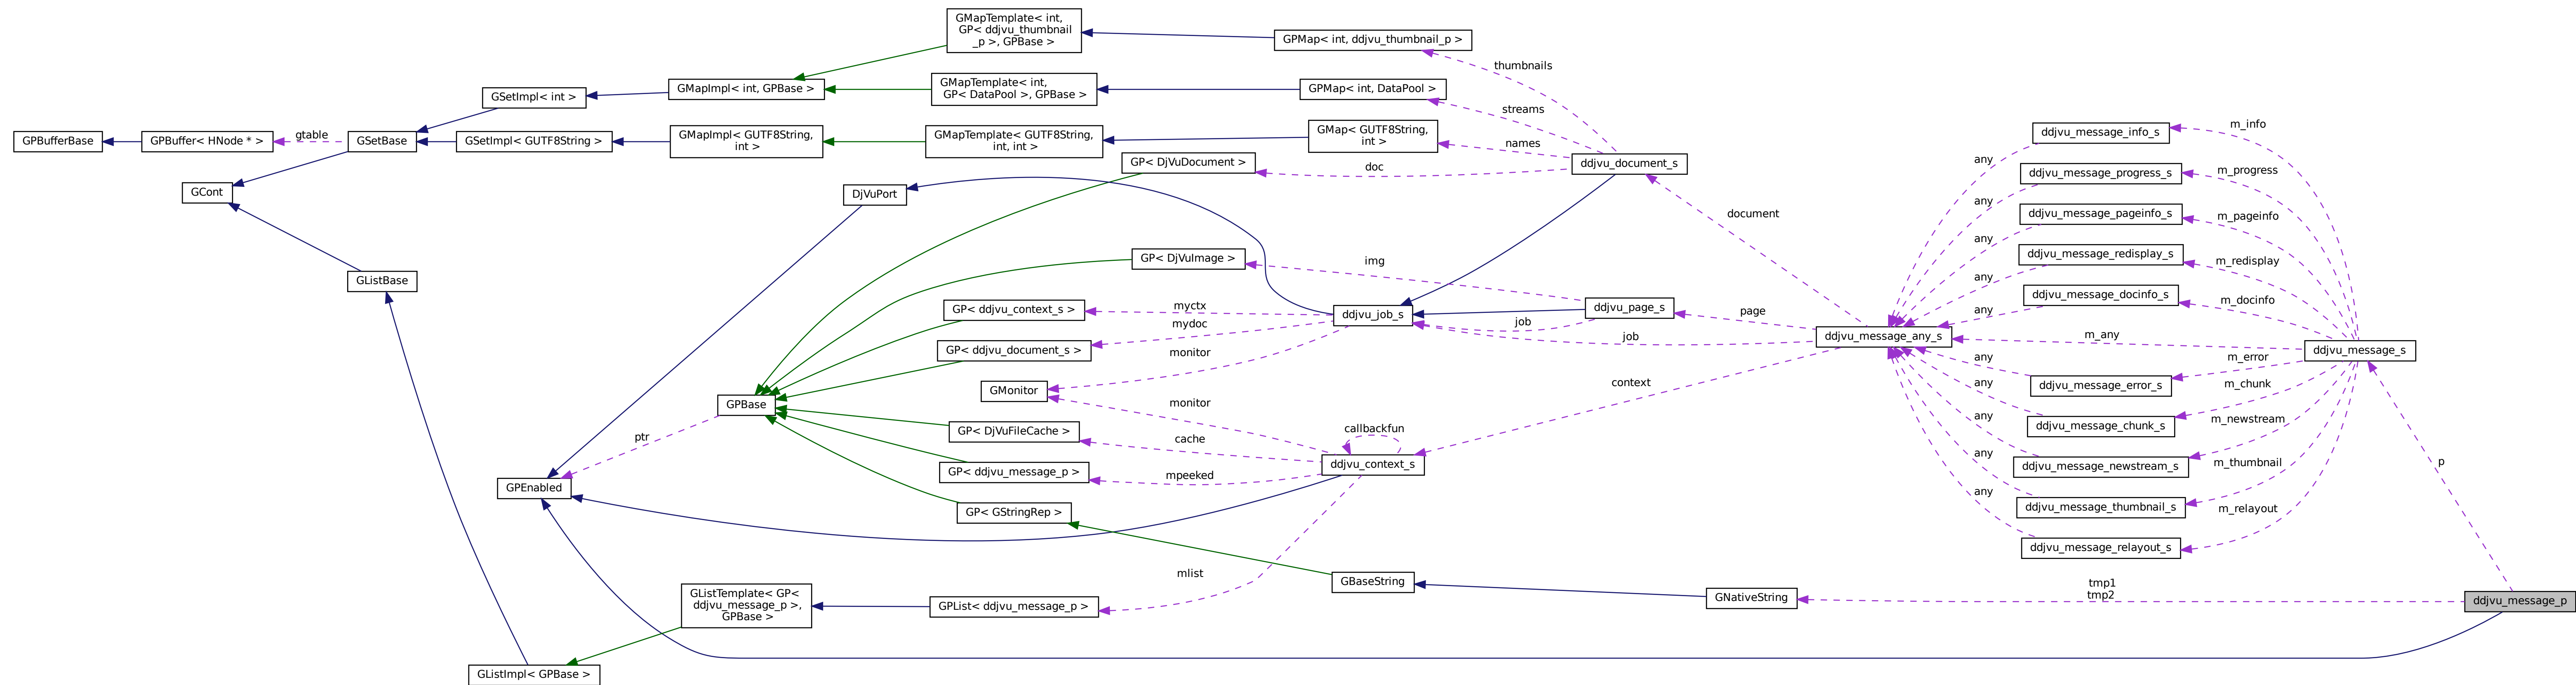 GMapTemplate< int,
GP< ddjvu_thumbnail
_p >, GPBase >
GPMap< int, ddjvu_thumbnail_p >
thumbnails
GSetImpl< int >
GMapImpl< int, GPBase >
GMapTemplate< int,
GP< DataPool >, GPBase >
GPMap< int, DataPool >
streams
GPBufferBase
GPBuffer< HNode * >
gtable
GSetBase
GSetImpl< GUTF8String >
GMapImpl< GUTF8String,
int >
GMapTemplate< GUTF8String,
int, int >
GMap< GUTF8String,
int >
names
GP< DjVuDocument >
doc
ddjvu_document_s
GCont
DjVuPort
document
GListBase
GP< DjVuImage >
img
GP< ddjvu_context_s >
myctx
GP< ddjvu_document_s >
mydoc
monitor
ddjvu_job_s
job
ddjvu_page_s
page
job
ddjvu_message_any_s
GPBase
ptr
GPEnabled
GMonitor
monitor
GP< DjVuFileCache >
cache
GP< ddjvu_message_p >
mpeeked
callbackfun
ddjvu_context_s
context
GP< GStringRep >
mlist
GBaseString
GNativeString
GListTemplate< GP<
ddjvu_message_p >,
GPBase >
GPList< ddjvu_message_p >
GListImpl< GPBase >
any
ddjvu_message_info_s
m_info
any
ddjvu_message_progress_s
m_progress
any
ddjvu_message_pageinfo_s
m_pageinfo
any
ddjvu_message_redisplay_s
m_redisplay
any
ddjvu_message_docinfo_s
m_docinfo
m_any
ddjvu_message_s
any
ddjvu_message_error_s
m_error
any
ddjvu_message_chunk_s
m_chunk
any
ddjvu_message_newstream_s
m_newstream
any
ddjvu_message_thumbnail_s
m_thumbnail
any
ddjvu_message_relayout_s
m_relayout
p
tmp1
tmp2
ddjvu_message_p